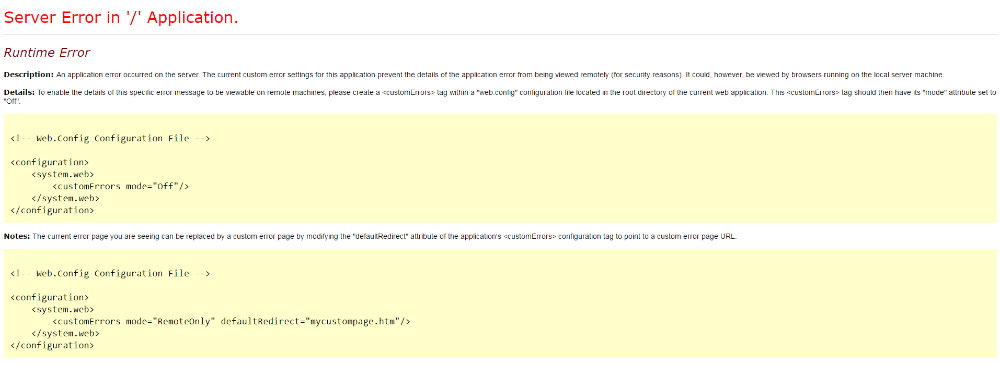 Server Error in '/' Application.
Runtime Error
Description: An application error occurred on the server. The current custom error settings for this application prevent the details of the application error from being viewed remotely (for security reasons). It could, however, be viewed by browsers running on the local server machine.
Details: To enable the details of this specific error message to be viewable on remote machines, please create a <customErrors> tag within a "web.config" configuration file located in the root directory of the current web application. This <customErrors> tag should then have its "mode" attribute set to
"Off".
<!-- Web.Config Configuration File -->
<configuration>
    <system.web>
        <customErrors mode="Off"/>
    </system.web>
</configuration>
Notes: The current error page you are seeing can be replaced by a custom error page by modifying the "defaultRedirect" attribute of the application's <customErrors> configuration tag to point to a custom error page URL.
<!-- Web.Config Configuration File -->
<configuration>
    <system.web>
        <customErrors mode="RemoteOnly" defaultRedirect="mycustompage.htm"/>
    </system.web>
</configuration>